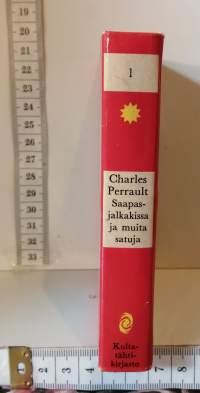 1
Charles
Perrault
Saapas-
jalkakissa
ja muita
satuja
Kulta-
tähti-
kirjasto
19
20
21
22
23
24
25
26
27
28
29
30
31
32
33
1
2
3
4
5
6
7
8